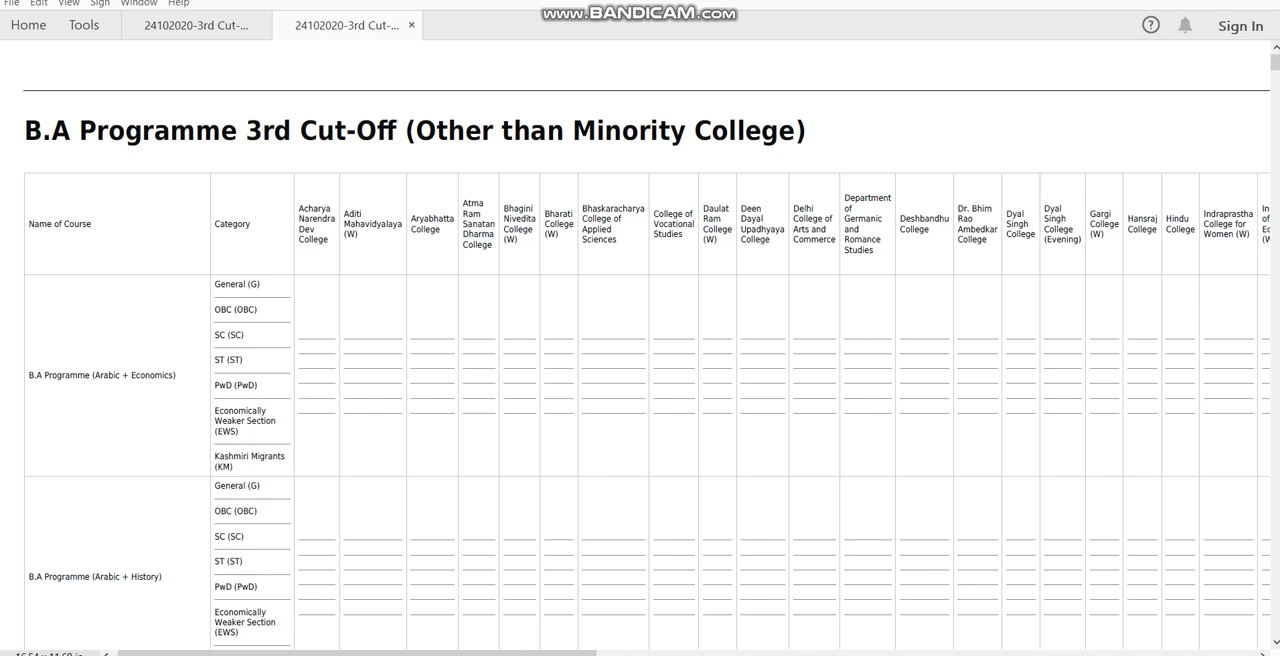 File Edit View Sign Window Help
www.BANDICAM.com
Home Tools 24102020-3rd Cut-... 24102020-3rd Cut-... × ? Sign In
B.A Programme 3rd Cut-Off (Other than Minority College)
Name of Course
Category
Acharya
Narendra
Dev
College
Aditi
Mahavidyalaya
(W)
Aryabhatta
College
Atma
Ram
Sanatan
Dharma
College
Bhagini
Nivedita
College
(W)
Bharati
College
(W)
Bhaskaracharya
College of
Applied
Sciences
College of
Vocational
Studies
Daulat
Ram
College
(W)
Deen
Dayal
Upadhyaya
College
Delhi
College of
Arts and
Commerce
Department
of
Germanic
and
Romance
Studies
Deshbandhu
College
Dr. Bhim
Rao
Ambedkar
College
Dyal
Singh
College
Dyal
Singh
College
(Evening)
Gargi
College
(W)
Hansraj
College
Hindu
College
Indraprastha
College for
Women (W)
B.A Programme (Arabic + Economics)
General (G)
OBC (OBC)
SC (SC)
ST (ST)
PwD (PwD)
Economically
Weaker Section
(EWS)
Kashmiri Migrants
(KM)
B.A Programme (Arabic + History)
General (G)
OBC (OBC)
SC (SC)
ST (ST)
PwD (PwD)
Economically
Weaker Section
(EWS)